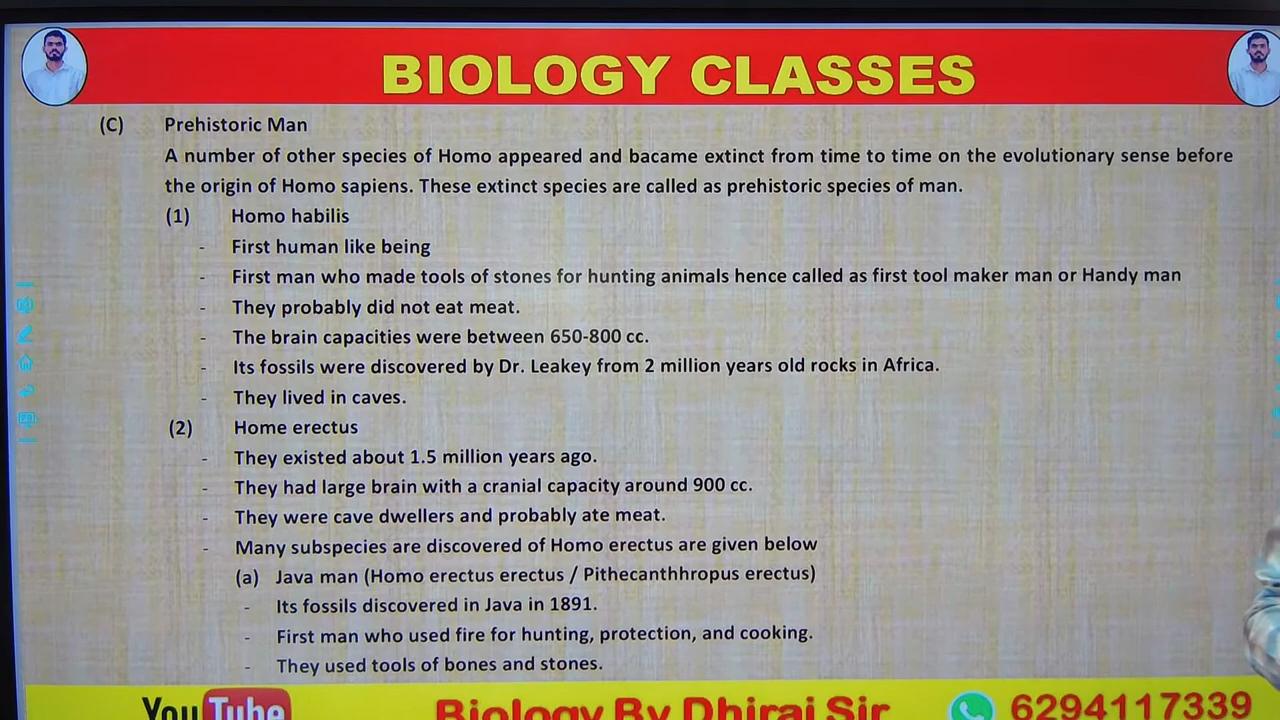 BIOLOGY CLASSES
(C) Prehistoric Man
A number of other species of Homo appeared and bacame extinct from time to time on the evolutionary sense before
the origin of Homo sapiens. These extinct species are called as prehistoric species of man.
(1) Homo habilis
- First human like being
- First man who made tools of stones for hunting animals hence called as first tool maker man or Handy man
- They probably did not eat meat.
- The brain capacities were between 650-800 cc.
- Its fossils were discovered by Dr. Leakey from 2 million years old rocks in Africa.
- They lived in caves.
(2) Home erectus
- They existed about 1.5 million years ago.
- They had large brain with a cranial capacity around 900 cc.
- They were cave dwellers and probably ate meat.
- Many subspecies are discovered of Homo erectus are given below
(a) Java man (Homo erectus erectus / Pithecanthhropus erectus)
- Its fossils discovered in Java in 1891.
- First man who used fire for hunting, protection, and cooking.
- They used tools of bones and stones.
YouTube Biology By Dhiraj Sir 6294117339